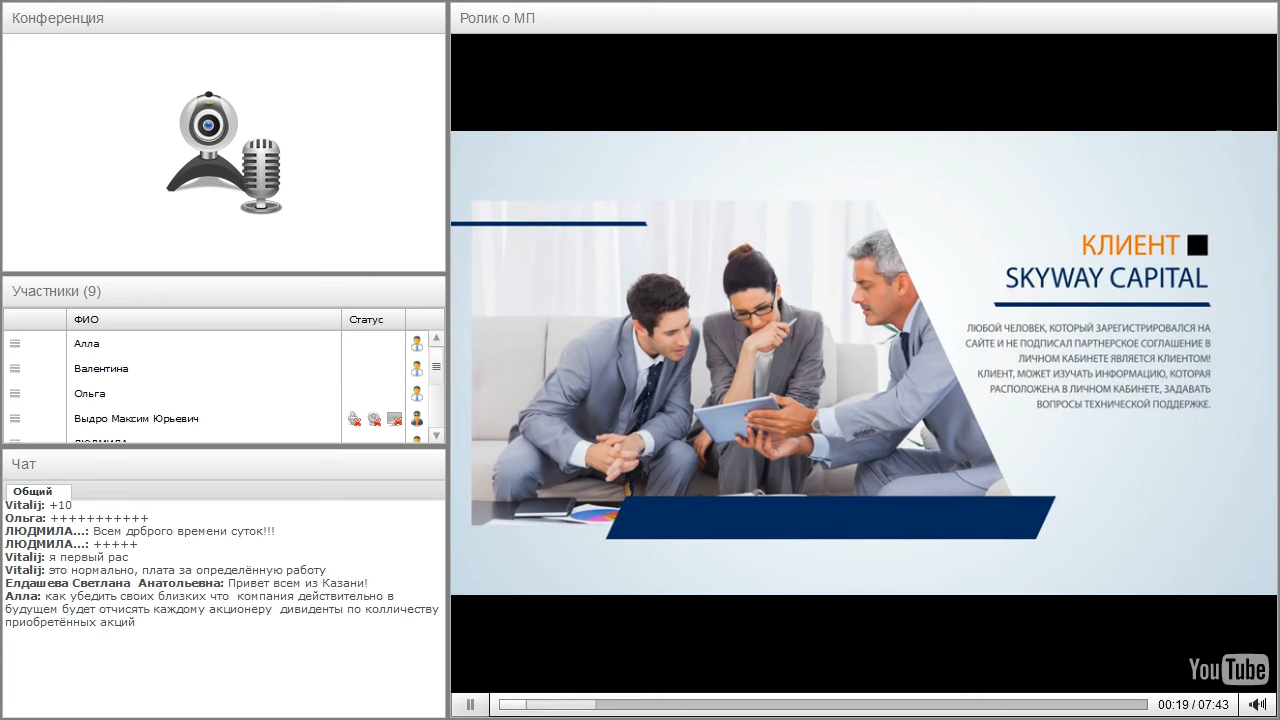 Конференция
Участники (9)
ФИО Статус
Алла
Валентина
Ольга
Выдро Максим Юрьевич
ЛЮДМИЛА
Чат
Общий
Vitalij: +10
Ольга: +++++++++++
ЛЮДМИЛА...: Всем дрброго времени суток!!!
ЛЮДМИЛА...: +++++
Vitalij: я первый рас
Vitalij: это нормально, плата за определённую работу
Елдашева Светлана Анатольевна: Привет всем из Казани!
Алла: как убедить своих близких что компания действительно в
будущем будет отчисять каждому акционеру дивиденты по колличеству
приобретённых акций
Ролик о МП
КЛИЕНТ
SKYWAY CAPITAL
ЛЮБОЙ ЧЕЛОВЕК, КОТОРЫЙ ЗАРЕГИСТРИРОВАЛСЯ НА
САЙТЕ И НЕ ПОДПИСАЛ ПАРТНЕРСКОЕ СОГЛАШЕНИЕ В
ЛИЧНОМ КАБИНЕТЕ ЯВЛЯЕТСЯ КЛИЕНТОМ!
КЛИЕНТ, МОЖЕТ ИЗУЧАТЬ ИНФОРМАЦИЮ, КОТОРАЯ
РАСПОЛОЖЕНА В ЛИЧНОМ КАБИНЕТЕ, ЗАДАВАТЬ
ВОПРОСЫ ТЕХНИЧЕСКОЙ ПОДДЕРЖКЕ.
YouTube
00:19 / 07:43